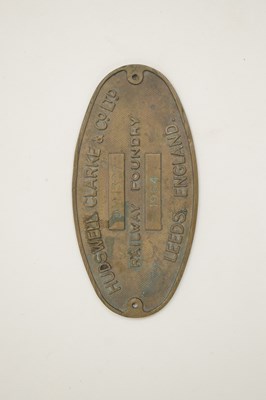 HUDSWELL CLARKE & Co LTD
RAILWAY FOUNDRY
LEEDS, ENGLAND.